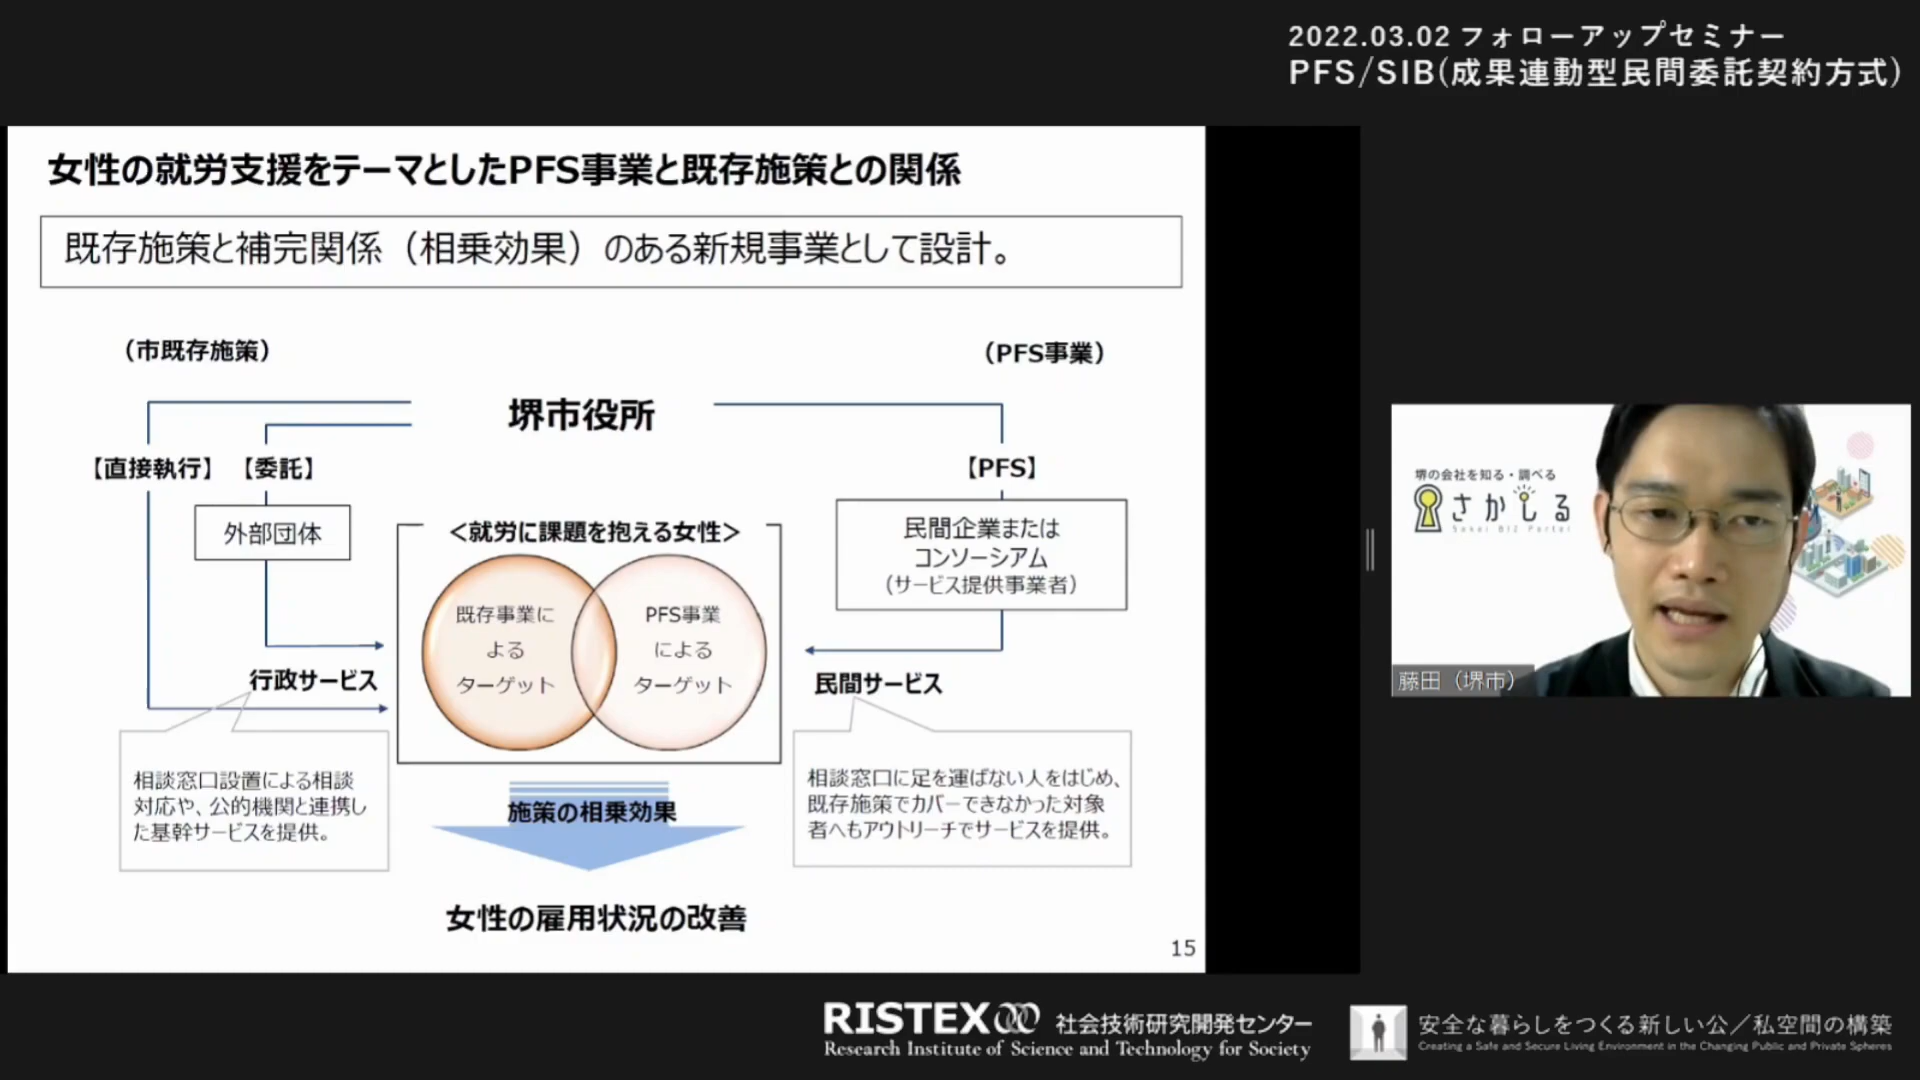 2022.03.02 フォローアップセミナー
PFS/SIB(成果連動型民間委託契約方式)
女性の就労支援をテーマとしたPFS事業と既存施策との関係
既存施策と補完関係（相乗効果）のある新規事業として設計。
（市既存施策）
（PFS事業）
堺市役所
【直接執行】
【委託】
【PFS】
外部団体
＜就労に課題を抱える女性＞
民間企業または
コンソーシアム
（サービス提供事業者）
既存事業に
よる
ターゲット
PFS事業
による
ターゲット
行政サービス
民間サービス
相談窓口設置による相談
対応や、公的機関と連携し
た基幹サービスを提供。
相談窓口に足を運ばない人をはじめ、
既存施策でカバーできなかった対象
者へもアウトリーチでサービスを提供。
施策の相乗効果
女性の雇用状況の改善
15
堺の会社を知る・調べる
さかしる
Sakai Biz Portal
藤田（堺市）
RISTEX 社会技術研究開発センター
Research Institute of Science and Technology for Society
安全な暮らしをつくる新しい公／私空間の構築
Creating a Safe and Secure Living Environment in the Changing Public and Private Spheres